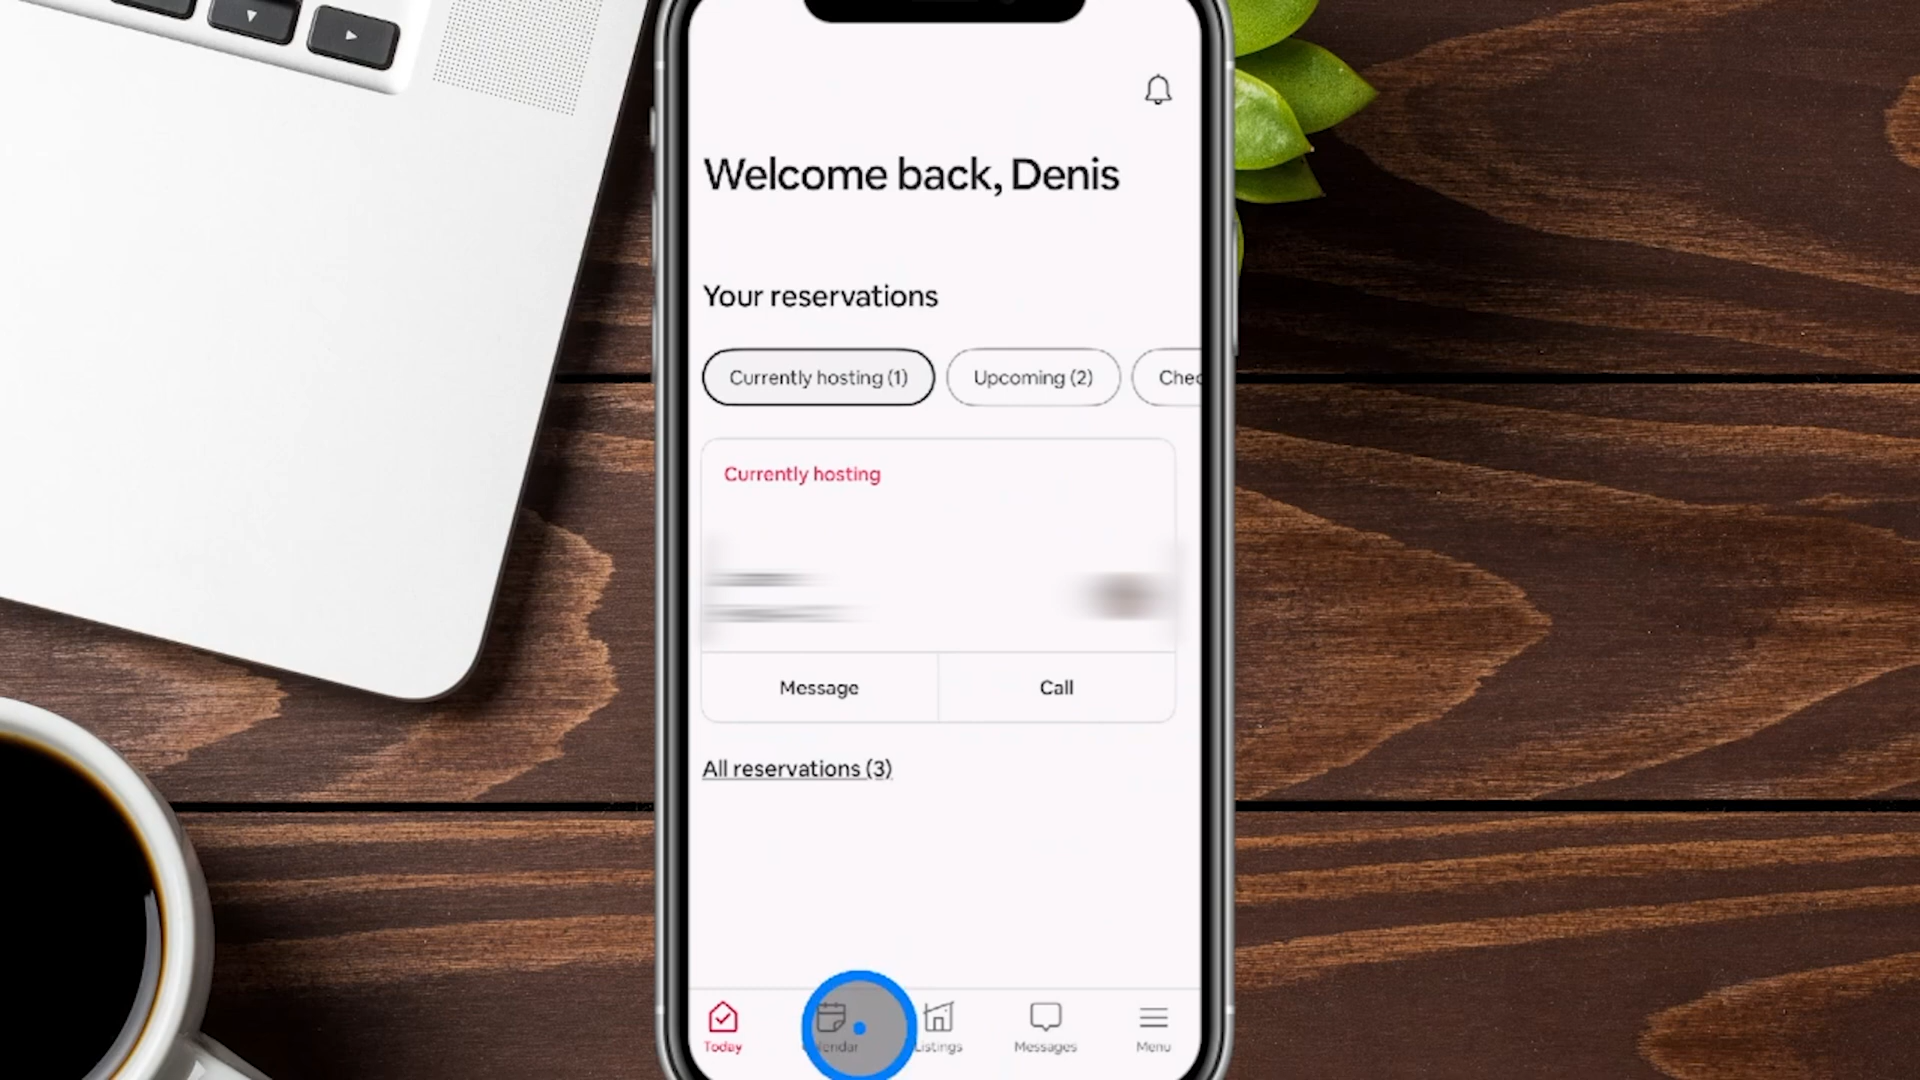 Welcome back, Denis
Your reservations
Currently hosting (1)
Upcoming (2)
Chec
Currently hosting
Message
Call
All reservations (3)
Today
Listings
Messages
Menu